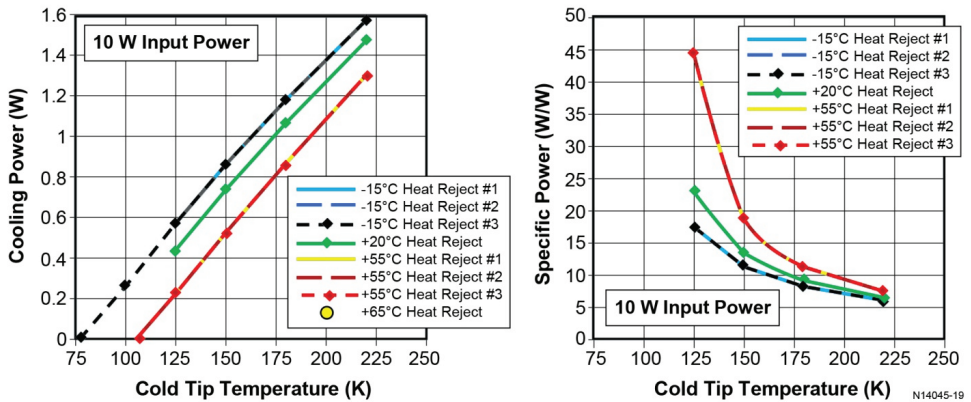 1.6
1.4
1.2
1
0.8
0.6
0.4
0.2
0
Cooling Power (W)
10 W Input Power
-15°C Heat Reject #1
-15°C Heat Reject #2
-15°C Heat Reject #3
+20°C Heat Reject
+55°C Heat Reject #1
+55°C Heat Reject #2
+55°C Heat Reject #3
+65°C Heat Reject
75 100 125 150 175 200 225 250
Cold Tip Temperature (K)
50
45
40
35
30
25
20
15
10
5
0
Specific Power (W/W)
-15°C Heat Reject #1
-15°C Heat Reject #2
-15°C Heat Reject #3
+20°C Heat Reject
+55°C Heat Reject #1
+55°C Heat Reject #2
+55°C Heat Reject #3
10 W Input Power
75 100 125 150 175 200 225 250
Cold Tip Temperature (K)
N14045-19